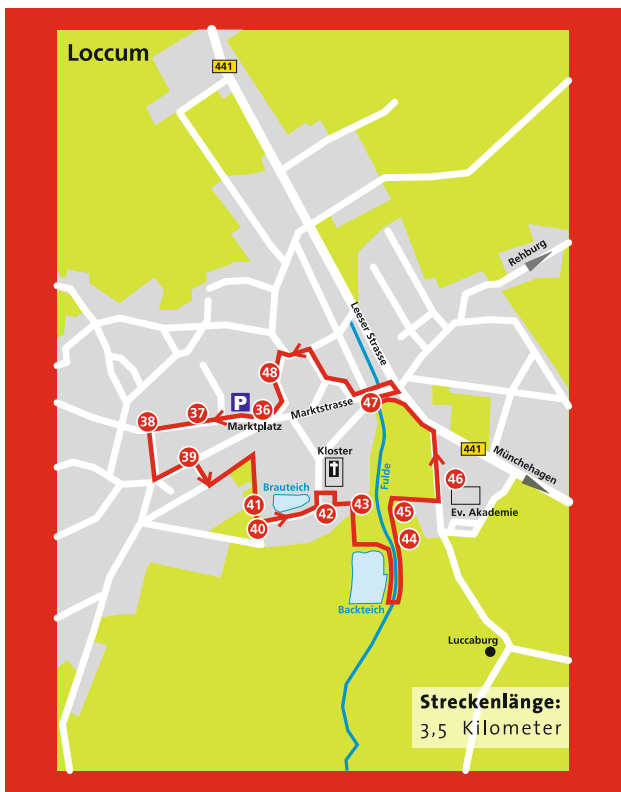 Loccum
441
Rehburg
Leeser Strasse
48
P
36
37
38
Marktstrasse
Marktplatz
47
39
Kloster
441
Münchehagen
46
Fulde
Brauteich
41
40
42
43
45
Ev. Akademie
44
Backteich
Luccaburg
Streckenlänge:
3,5 Kilometer